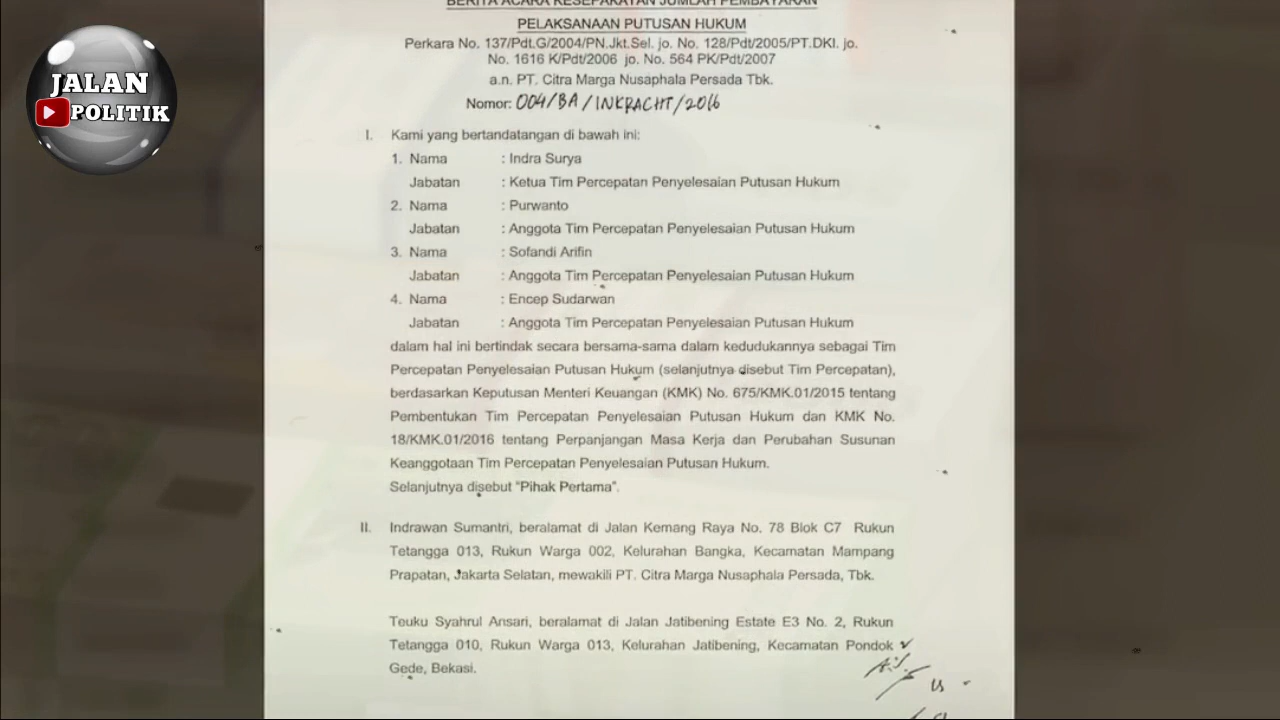 JALAN
POLITIK
BERITA ACARA KESEPAKATAN JUMLAH PEMBAYARAN
PELAKSANAAN PUTUSAN HUKUM
Perkara No. 137/Pdt.G/2004/PN.Jkt.Sel. jo. No. 128/Pdt/2005/PT.DKI. jo.
No. 1616 K/Pdt/2006 jo. No. 564 PK/Pdt/2007
a.n. PT. Citra Marga Nusaphala Persada Tbk.
Nomor: 004/BA/INKRACHT/2016
I. Kami yang bertandatangan di bawah ini:
1. Nama : Indra Surya
Jabatan : Ketua Tim Percepatan Penyelesaian Putusan Hukum
2. Nama : Purwanto
Jabatan : Anggota Tim Percepatan Penyelesaian Putusan Hukum
3. Nama : Sofandi Arifin
Jabatan : Anggota Tim Percepatan Penyelesaian Putusan Hukum
4. Nama : Encep Sudarwan
Jabatan : Anggota Tim Percepatan Penyelesaian Putusan Hukum
dalam hal ini bertindak secara bersama-sama dalam kedudukannya sebagai Tim
Percepatan Penyelesaian Putusan Hukum (selanjutnya disebut Tim Percepatan),
berdasarkan Keputusan Menteri Keuangan (KMK) No. 675/KMK.01/2015 tentang
Pembentukan Tim Percepatan Penyelesaian Putusan Hukum dan KMK No.
18/KMK.01/2016 tentang Perpanjangan Masa Kerja dan Perubahan Susunan
Keanggotaan Tim Percepatan Penyelesaian Putusan Hukum.
Selanjutnya disebut "Pihak Pertama".
II. Indrawan Sumantri, beralamat di Jalan Kemang Raya No. 78 Blok C7 Rukun
Tetangga 013, Rukun Warga 002, Kelurahan Bangka, Kecamatan Mampang
Prapatan, Jakarta Selatan, mewakili PT. Citra Marga Nusaphala Persada, Tbk.
Teuku Syahrul Ansari, beralamat di Jalan Jatibening Estate E3 No. 2, Rukun
Tetangga 010, Rukun Warga 013, Kelurahan Jatibening, Kecamatan Pondok
Gede, Bekasi.